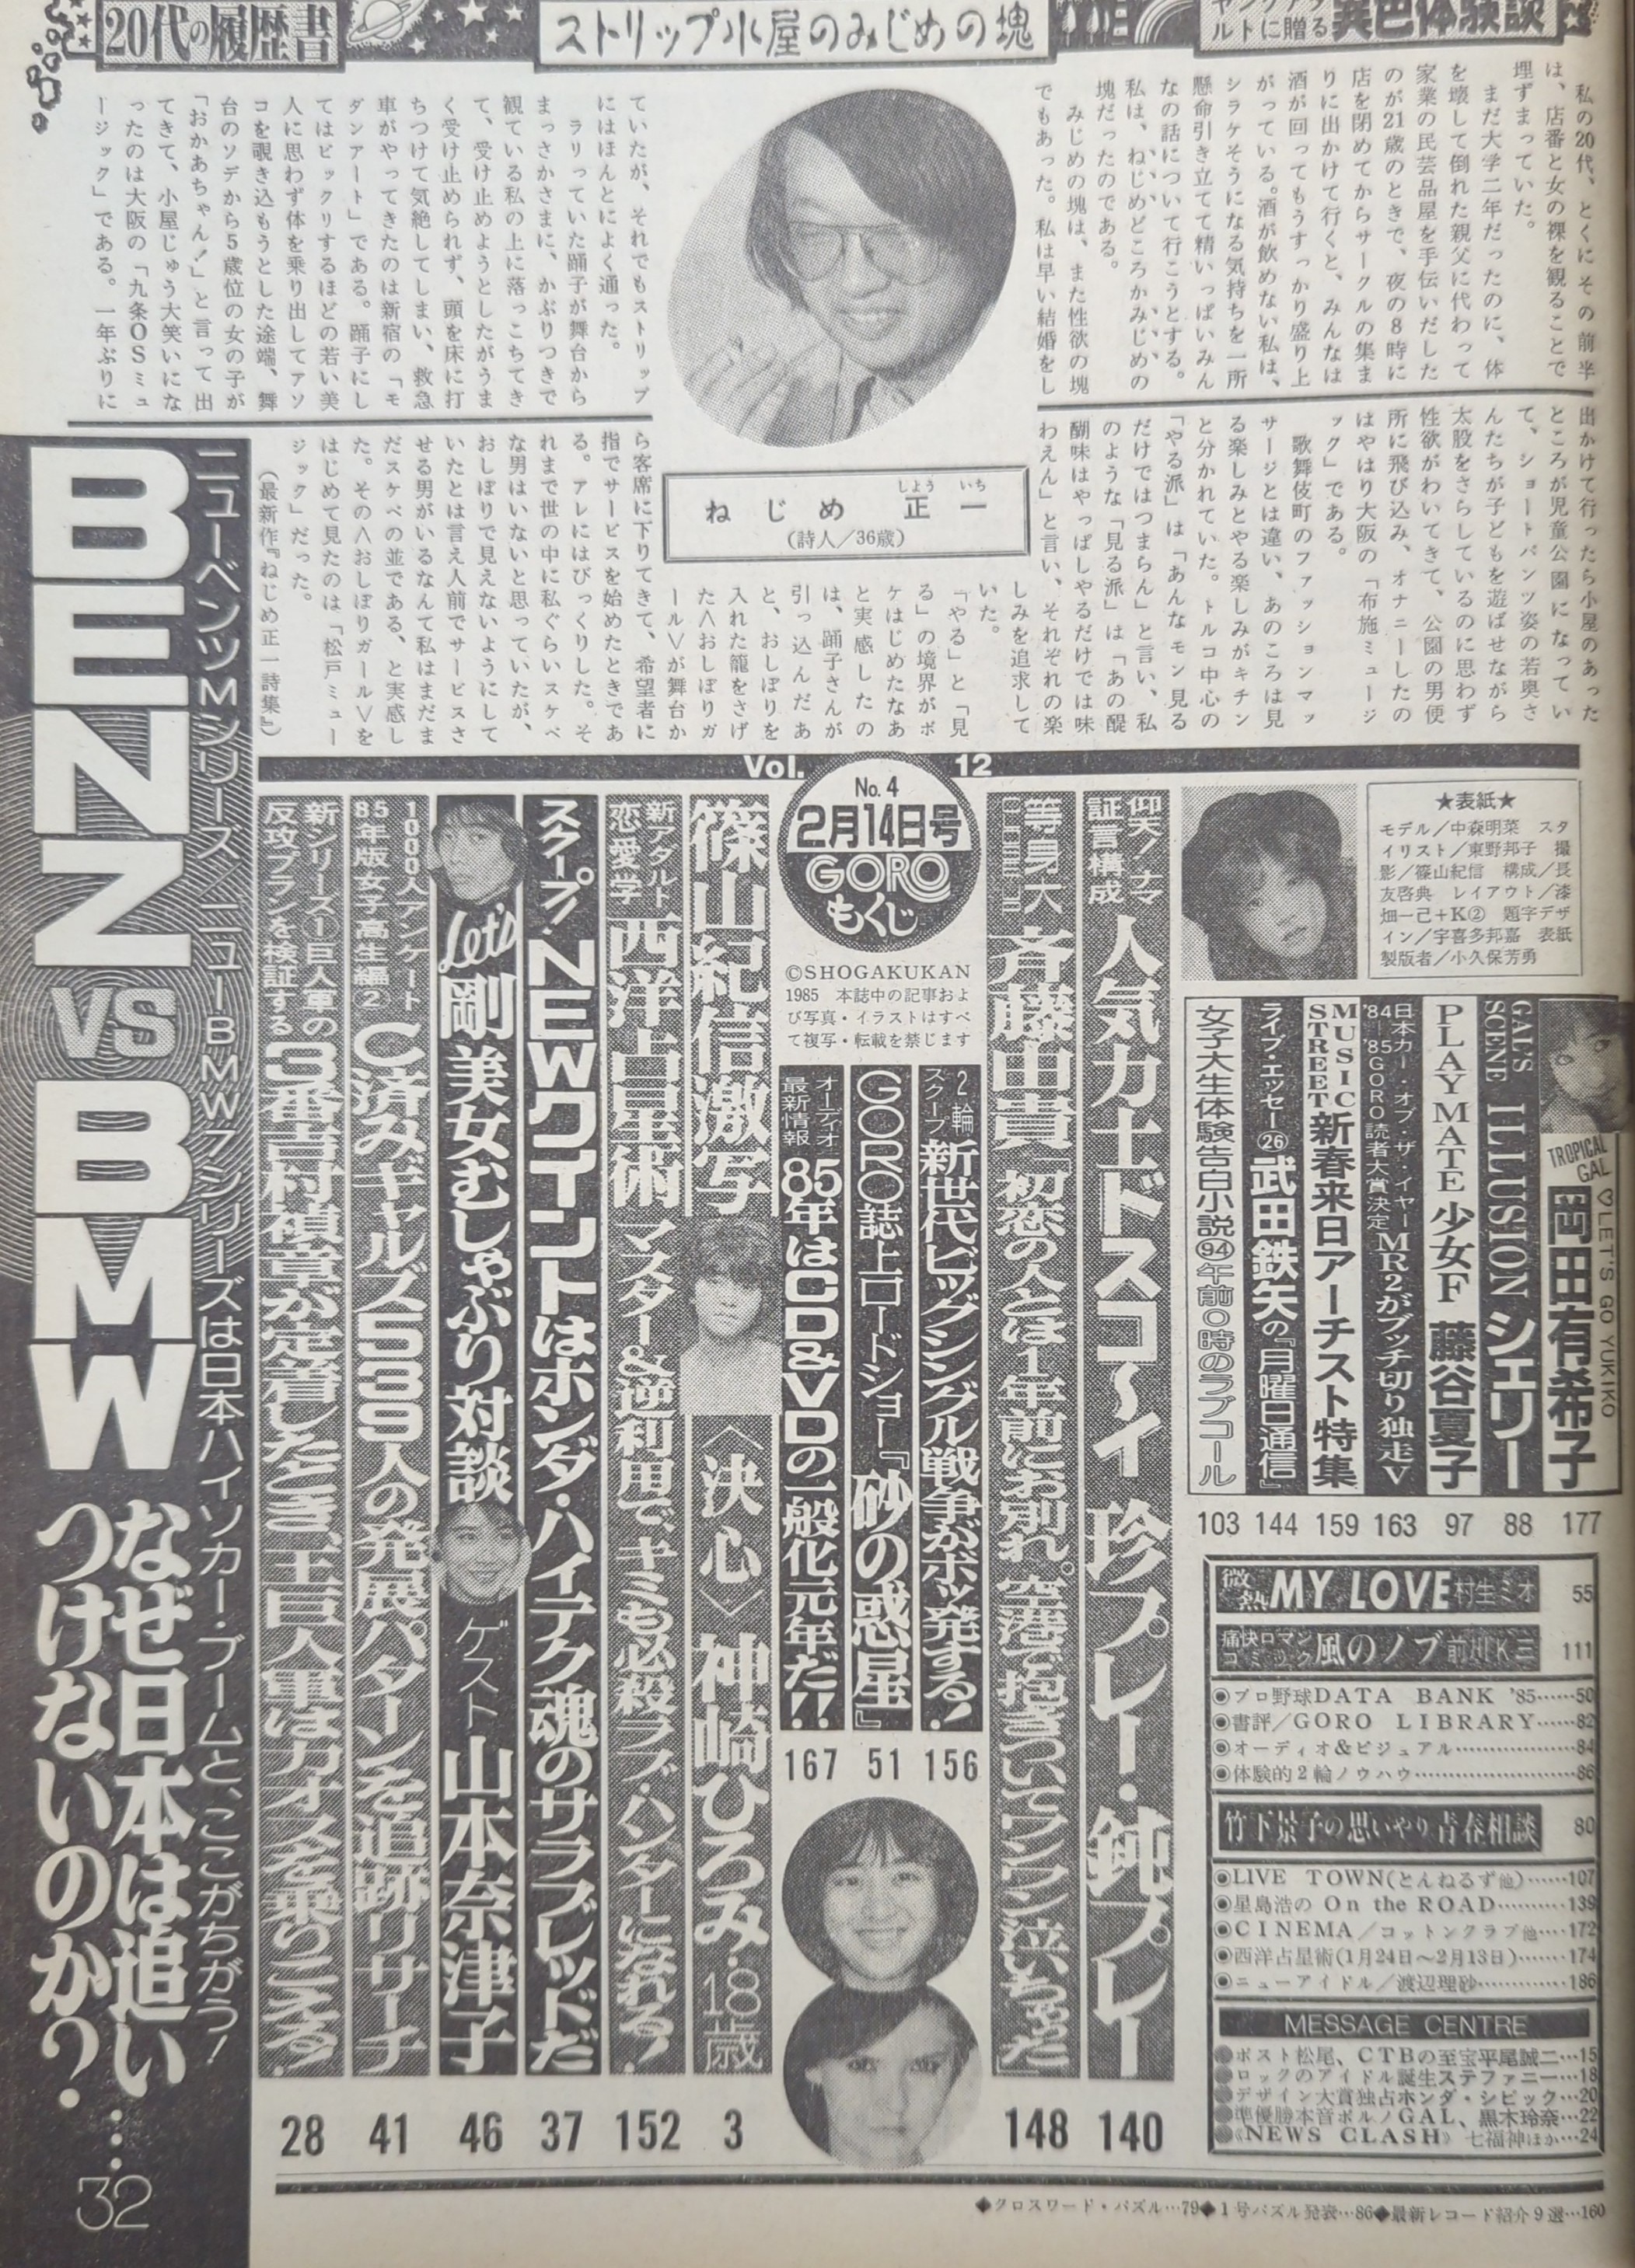 20代の履歴書
ストリップ小屋のみじめの塊
ルトに贈る
異色体験談
私の20代、とくにその前半
は、店番と女の裸を観ることで
埋ずまっていた。
まだ大学二年だったのに、体
を壊して倒れた親父に代わって
家業の民芸品屋を手伝いだした
のが21歳のときで、夜の8時に
店を閉めてからサークルの集ま
りに出かけて行くと、みんなは
酒が回ってもうすっかり盛り上
がっている。酒が飲めない私は、
シラケそうになる気持ちを一所
懸命引き立てて精いっぱいみん
なの話について行こうとする。
私は、ねじめどころかみじめの
塊だったのである。
みじめの塊は、また性欲の塊
でもあった。私は早い結婚をし
ていたが、それでもストリップ
にはほんとによく通った。
ラリっていた踊子が舞台から
まっさかさまに、かぶりつきで
観ている私の上に落っこちてき
て、受け止めようとしたがうま
く受け止められず、頭を床に打
ちつけて気絶してしまい、救急
車がやってきたのは新宿の「モ
ダンアート」である。踊子にし
てはビックリするほどの若い美
人に思わず体を乗り出してアソ
コを覗き込もうとした途端、舞
台のソデから5歳位の女の子が
「おかあちゃん!」と言って出
てきて、小屋じゅう大笑いにな
ったのは大阪の「九条OSミュ
ージック」である。一年ぶりに
出かけて行ったら小屋のあった
ところが児童公園になってい
て、ショートパンツ姿の若奥さ
んたちが子どもを遊ばせながら
太股をさらしているのに思わず
性欲がわいてきて、公園の男便
所に飛び込み、オナニーしたの
はやはり大阪の「布施ミュージ
ック」である。
歌舞伎町のファッションマッ
サージとは違い、あのころは見
る楽しみとやる楽しみがキチン
と分かれていた。トルコ中心の
「やる派」は「あんなモン見る
だけではつまらん」と言い、私
のような「見る派」は「あの醍
醐味はやっぱしやるだけでは味
わえん」と言い、それぞれの楽
しみを追求して
いた。
「やる」と「見
る」の境界がボ
ケはじめたなあ
と実感したの
は、踊子さんが
引っ込んだあ
と、おしぼりを
入れた籠をさげ
た〈おしぼりガ
ール〉が舞台か
ら客席に下りてきて、希望者に
指でサービスを始めたときであ
る。アレにはびっくりした。そ
れまで世の中に私ぐらいスケベ
な男はいないと思っていたが、
おしぼりで見えないようにして
いたとは言え人前でサービスさ
せる男がいるなんて私はまだま
だスケベの並である、と実感し
た。その〈おしぼりガール〉を
はじめて見たのは「松戸ミュー
ジック」だった。
(最新作『ねじめ正一詩集』)
ねじめ正一
しょういち
(詩人/36歳)
Vol. 12
No.4
2月14日号
GORO
もくじ
©SHOGAKUKAN
1985 本誌中の記事およ
び写真・イラストはすべ
て複写・転載を禁じます
★表紙★
モデル/中森明菜 スタ
イリスト/東野邦子 撮
影/篠山紀信 構成/長
友啓典 レイアウト/漆
畑一己+K② 題字デザ
イン/宇喜多邦嘉 表紙
製版者/小久保芳勇
TROPICAL GAL
♡LET'S GO YUKIKO
岡田有希子 177
GAL'S SCENE ILLUSION シェリー 88
PLAYMATE 少女F 藤谷夏子 97
日本カー・オブ・ザ・イヤー
'84-'85GORO読者大賞決定 MR2がブッチ切り独走V 163
MUSIC STREET 新春来日アーチスト特集 159
ライブ・エッセー㉖ 武田鉄矢の『月曜日通信』 144
女子大生体験告白小説94 午前0時のラブコール 103
微熱 MY LOVE 村生ミオ 55
痛快ロマンコミック 風のノブ 前川K三 111
◉プロ野球DATA BANK '85……50
◉書評/GORO LIBRARY……82
◉オーディオ&ビジュアル……84
◉体験的2輪ノウハウ……86
竹下景子の思いやり青春相談 80
◉LIVE TOWN(とんねるず他)……107
◉星島浩の On the ROAD……139
◉CINEMA/コットンクラブ他……172
◉西洋占星術(1月24日〜2月13日)……174
◉ニューアイドル/渡辺理砂……186
MESSAGE CENTRE
ポスト松尾、CTBの至宝平尾誠二…15
ロックのアイドル誕生ステファニー…18
デザイン大賞独占ホンダ・シビック…20
準優勝本音ポルノGAL、黒木玲奈…22
《NEWS CLASH》七福神ほか…24
仰天!ナマ証言構成 人気力士ドスコ〜イ珍プレー・鈍プレー 140
等身大 斉藤由貴「初恋の人とは1年前にお別れ。空港で抱きついてワンワン泣いちゃった」 148
2輪スクープ 新世代ビッグシングル戦争がボッ発する! 156
GORO誌上ロードショー『砂の惑星』 51
オーディオ最新情報 85年はCD&VDの一般化元年だ!! 167
篠山紀信激写〈決心〉神崎ひろみ・18歳 3
新アダルト恋愛学 西洋占星術 マスター&逆利用で、キミも必殺ラブ・ハンターになれる! 152
スクープ! NEWクイントはホンダ・ハイテク魂のサラブレッドだ 37
Let's 剛 美女むしゃぶり対談 ゲスト 山本奈津子 46
1000人アンケート
85年版女子高生編② C済みギャルズ539人の発展パターンを追跡リサーチ 41
新シリーズー巨人軍の
反攻プランを検証する 3番吉村禎章が定着したとき、王巨人軍はカオスを乗りこえる! 28
ニューベンツMシリーズ ニューBMW7シリーズは日本ハイソカー・ブームと、ここがちがう!
BENZ VS BMW
なぜ日本は追い
つけないのか?… 32
◆クロスワード・パズル…79◆1号パズル発表…86◆最新レコード紹介9選…160